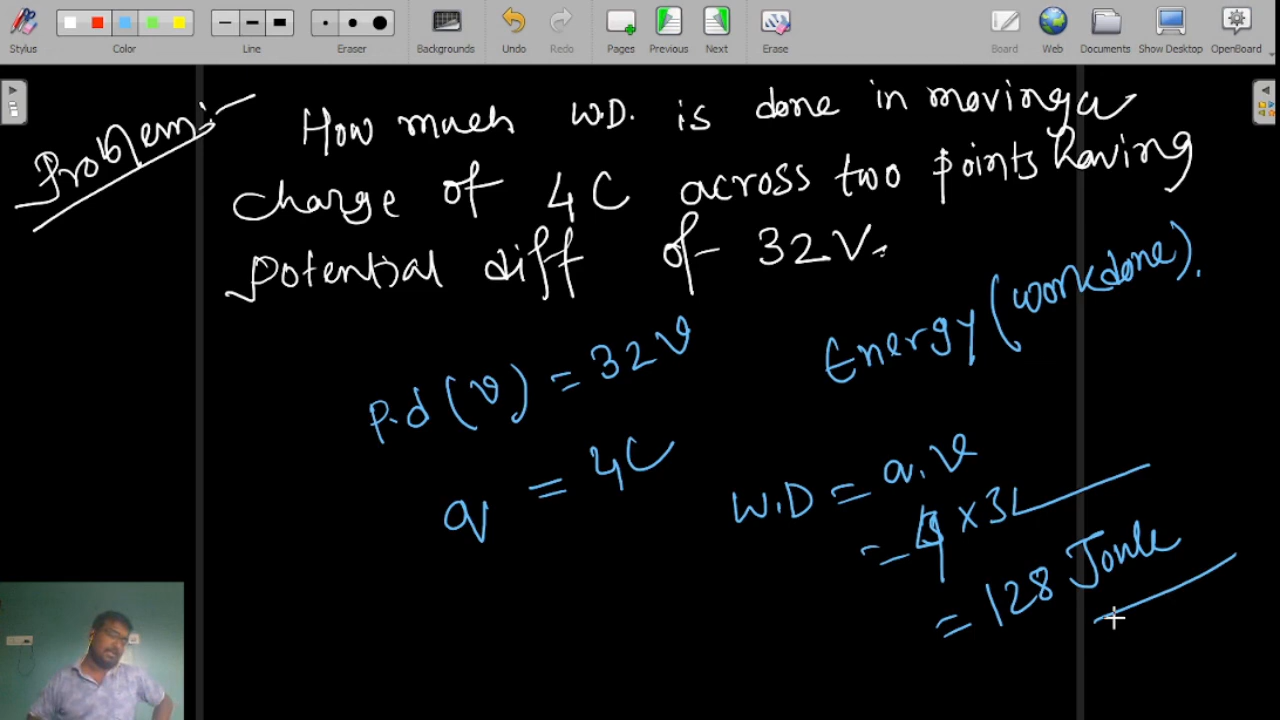 Stylus Color Line Eraser Backgrounds Undo Redo Pages Previous Next Erase Board Web Documents Show Desktop OpenBoard
Problem:-
How much W.D. is done in moving a
charge of 4C across two points having
potential diff of 32V.
Energy (workdone).
P.d (v) = 32v
q = 4C
W.D = q.v
= 4 x 32
= 128 Joule